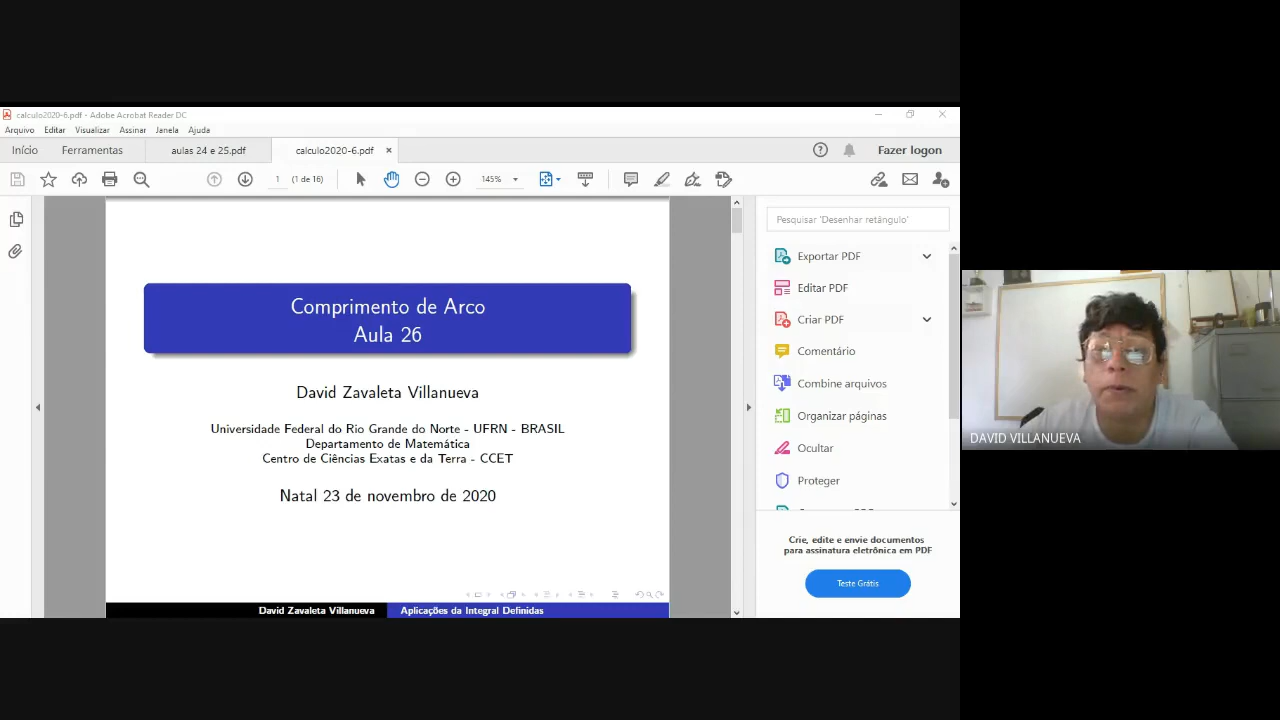 calculo2020-6.pdf - Adobe Acrobat Reader DC
Arquivo Editar Visualizar Assinar Janela Ajuda
Início Ferramentas aulas 24 e 25.pdf calculo2020-6.pdf × Fazer logon
1 (1 de 16) 145%
Pesquisar 'Desenhar retângulo'
Exportar PDF
Editar PDF
Criar PDF
Comentário
Combine arquivos
Organizar páginas
Ocultar
Proteger
Crie, edite e envie documentos
para assinatura eletrônica em PDF
Teste Grátis
Comprimento de Arco
Aula 26
David Zavaleta Villanueva
Universidade Federal do Rio Grande do Norte - UFRN - BRASIL
Departamento de Matemática
Centro de Ciências Exatas e da Terra - CCET
Natal 23 de novembro de 2020
David Zavaleta Villanueva Aplicações da Integral Definidas
DAVID VILLANUEVA